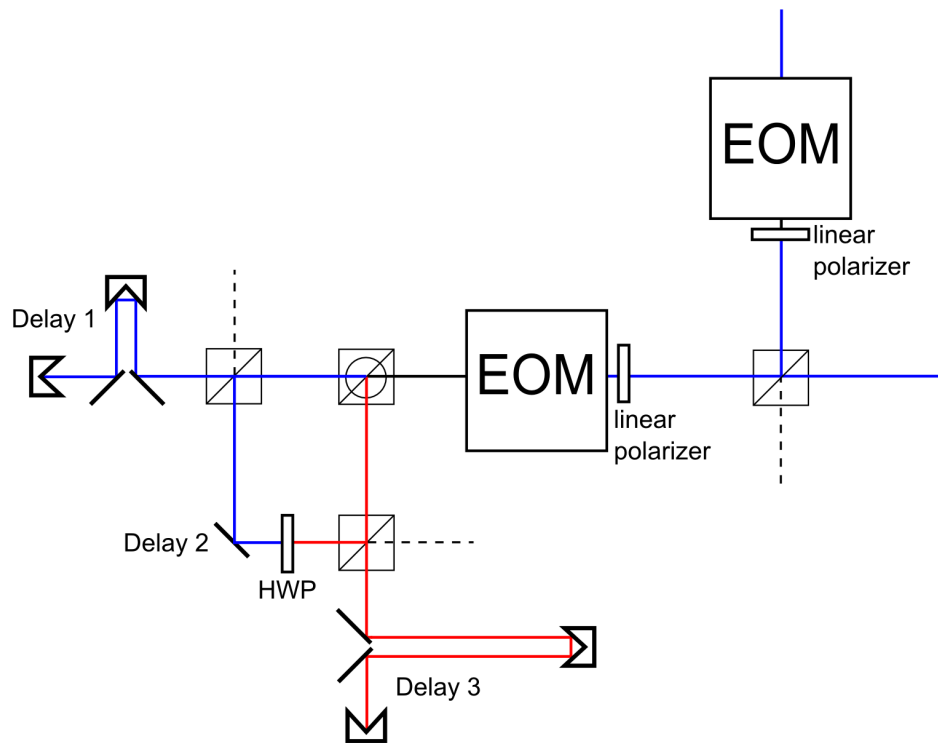 EOM
linear
polarizer
Delay 1
EOM
linear
polarizer
Delay 2
HWP
Delay 3